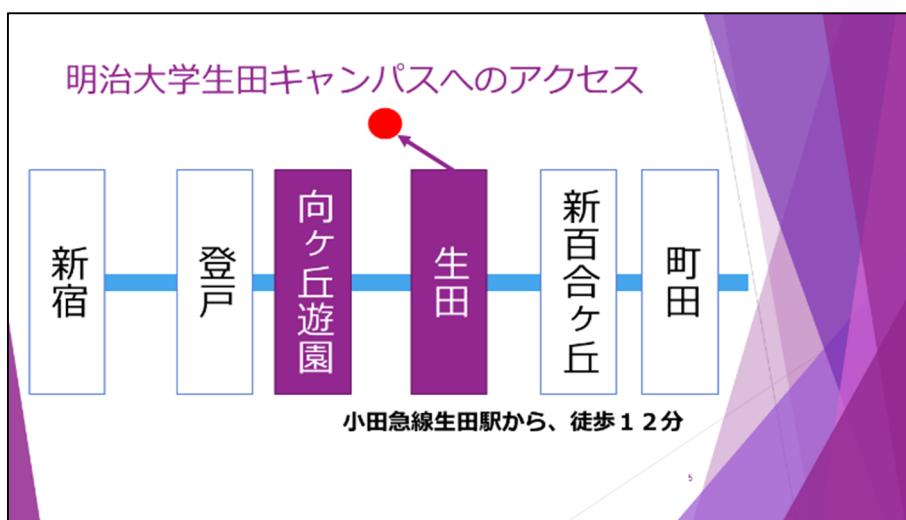 明治大学生田キャンパスへのアクセス
新宿
登戸
向ヶ丘遊園
生田
新百合ヶ丘
町田
小田急線生田駅から、徒歩１２分
5